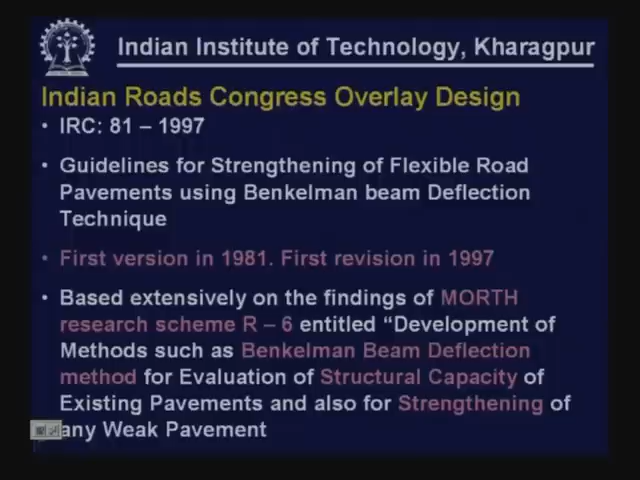 Indian Institute of Technology, Kharagpur
Indian Roads Congress Overlay Design
• IRC: 81 – 1997
• Guidelines for Strengthening of Flexible Road
Pavements using Benkelman beam Deflection
Technique
• First version in 1981. First revision in 1997
• Based extensively on the findings of MORTH
research scheme R – 6 entitled “Development of
Methods such as Benkelman Beam Deflection
method for Evaluation of Structural Capacity of
Existing Pavements and also for Strengthening of
any Weak Pavement